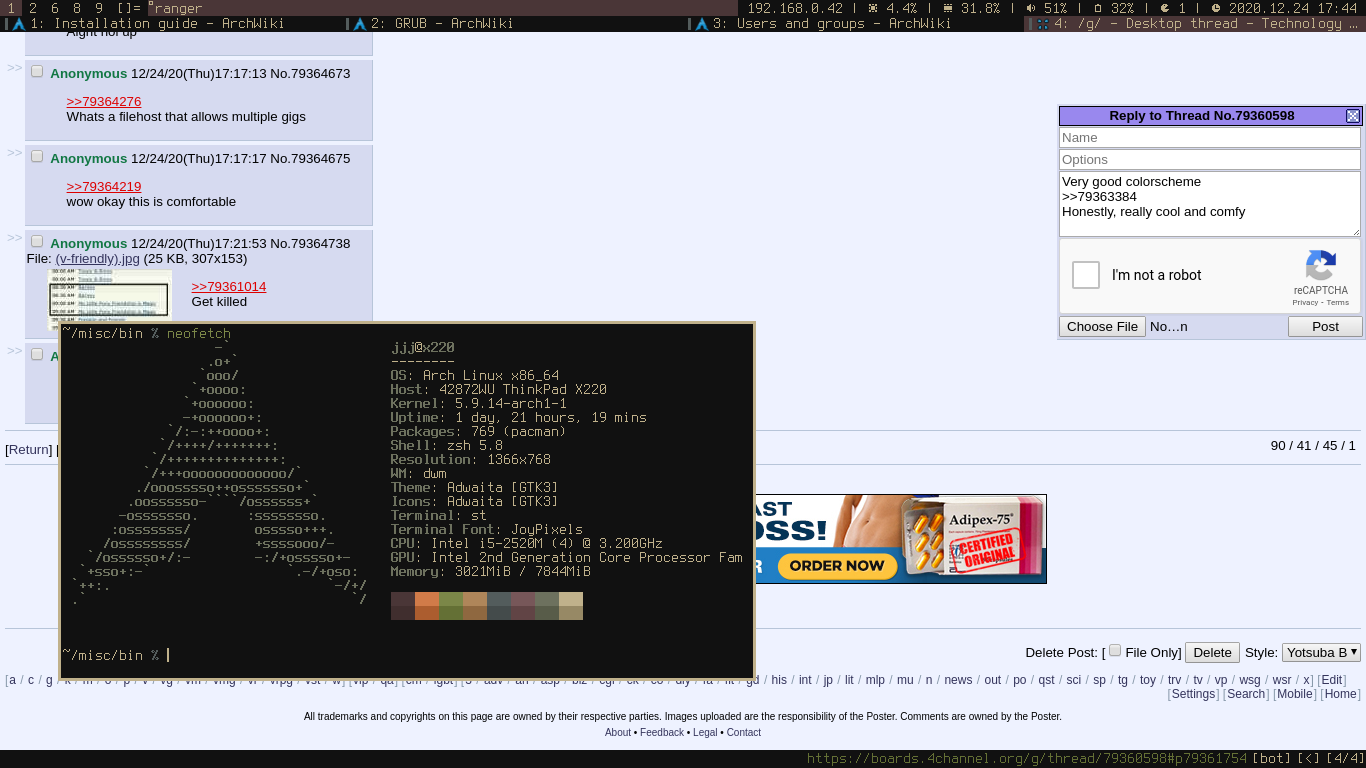 1 2 6 8 9 []= "ranger 192.168.0.42 | 4.4% | 31.8% | 51% | 32% | 1 | 2020.12.24 17:44
1: Installation guide - ArchWiki 2: GRUB - ArchWiki 3: Users and groups - ArchWiki 4: /g/ - Desktop thread - Technology …
>> Anonymous 12/24/20(Thu)17:17:13 No.79364673
>>79364276
Whats a filehost that allows multiple gigs
>> Anonymous 12/24/20(Thu)17:17:17 No.79364675
>>79364219
wow okay this is comfortable
>> Anonymous 12/24/20(Thu)17:21:53 No.79364738
File: (v-friendly).jpg (25 KB, 307x153)
>>79361014
Get killed
>> A
Reply to Thread No.79360598
Name
Options
Very good colorscheme
>>79363384
Honestly, really cool and comfy
I'm not a robot
reCAPTCHA
Privacy - Terms
Choose File No…n Post
~/misc/bin % neofetch
jjj@x220
--------
OS: Arch Linux x86_64
Host: 42872WU ThinkPad X220
Kernel: 5.9.14-arch1-1
Uptime: 1 day, 21 hours, 19 mins
Packages: 769 (pacman)
Shell: zsh 5.8
Resolution: 1366x768
WM: dwm
Theme: Adwaita [GTK3]
Icons: Adwaita [GTK3]
Terminal: st
Terminal Font: JoyPixels
CPU: Intel i5-2520M (4) @ 3.200GHz
GPU: Intel 2nd Generation Core Processor Fam
Memory: 3021MiB / 7844MiB
~/misc/bin %
[Return] [
90 / 41 / 45 / 1
AST
OSS!
ORDER NOW
Adipex-75®
CERTIFIED
ORIGINAL
Delete Post: [ File Only] Delete Style: Yotsuba B
[a / c / g / his / int / jp / lit / mlp / mu / n / news / out / po / qst / sci / sp / tg / toy / trv / tv / vp / wsg / wsr / x] [Edit]
[Settings] [Search] [Mobile] [Home]
All trademarks and copyrights on this page are owned by their respective parties. Images uploaded are the responsibility of the Poster. Comments are owned by the Poster.
About • Feedback • Legal • Contact
https://boards.4channel.org/g/thread/79360598#p79361754 [bot] [<] [4/4]